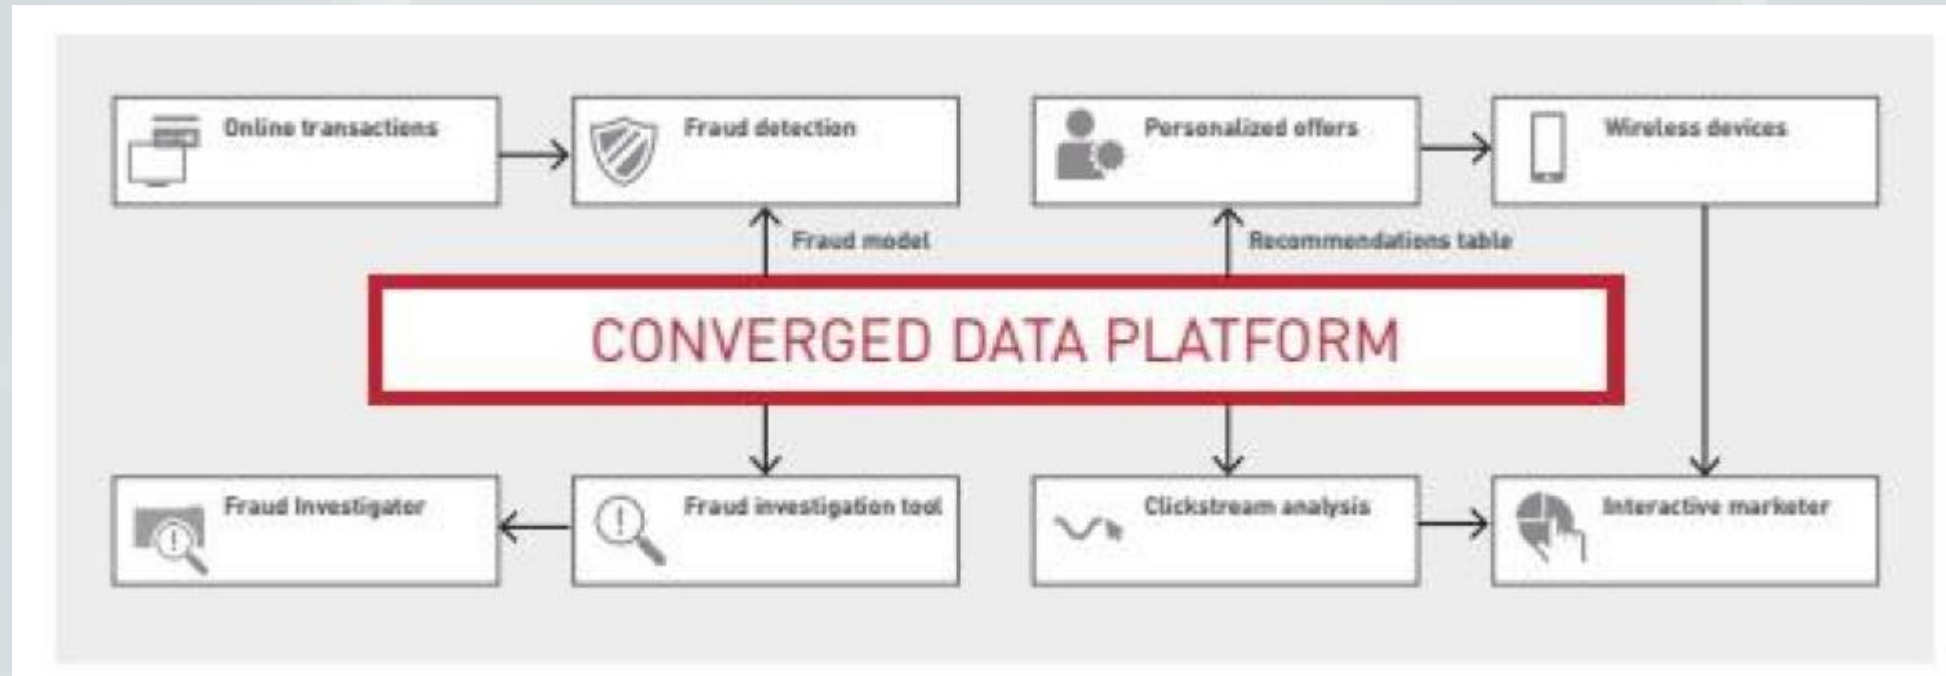 Online transactions
Fraud detection
Personalized offers
Wireless devices
Fraud model
Recommendations table
CONVERGED DATA PLATFORM
Fraud Investigator
Fraud investigation tool
Clickstream analysis
Interactive marketer